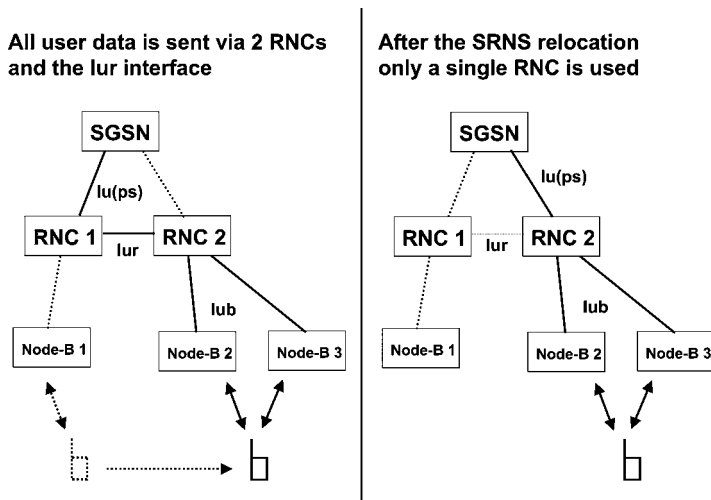 All user data is sent via 2 RNCs
and the Iur interface
SGSN
Iu(ps)
RNC 1
RNC 2
Iur
Iub
Node-B 1
Node-B 2
Node-B 3
After the SRNS relocation
only a single RNC is used
SGSN
Iu(ps)
RNC 1
RNC 2
Iur
Iub
Node-B 1
Node-B 2
Node-B 3